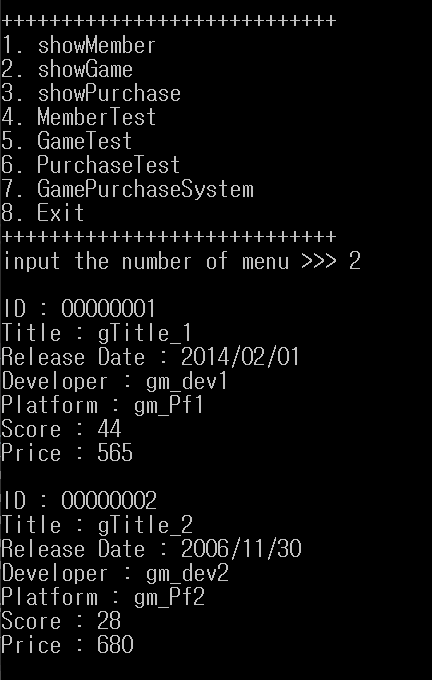 ++++++++++++++++++++++++++++
1. showMember
2. showGame
3. showPurchase
4. MemberTest
5. GameTest
6. PurchaseTest
7. GamePurchaseSystem
8. Exit
++++++++++++++++++++++++++++
input the number of menu >>> 2
ID : 00000001
Title : gTitle_1
Release Date : 2014/02/01
Developer : gm_dev1
Platform : gm_Pf1
Score : 44
Price : 565
ID : 00000002
Title : gTitle_2
Release Date : 2006/11/30
Developer : gm_dev2
Platform : gm_Pf2
Score : 28
Price : 680